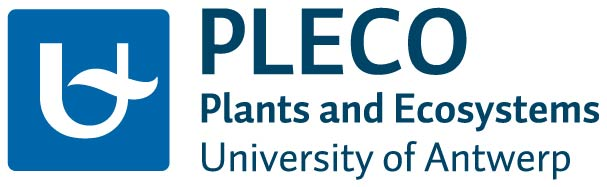 PLECO
Plants and Ecosystems
University of Antwerp